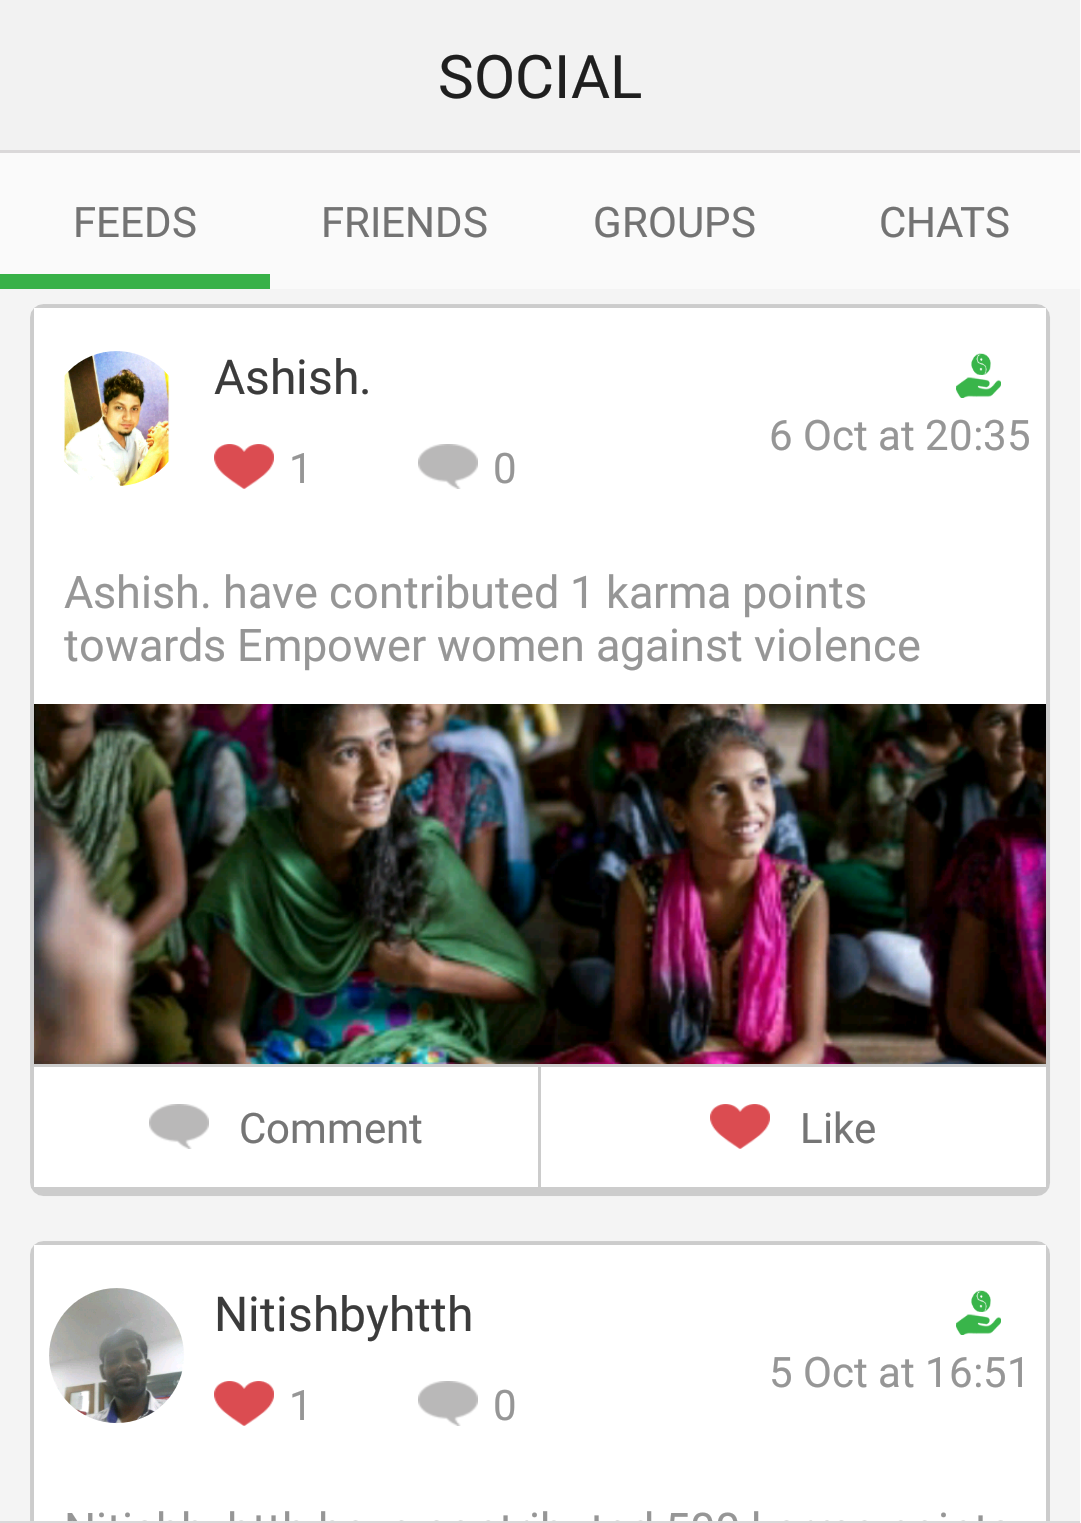 SOCIAL
FEEDS FRIENDS GROUPS CHATS
Ashish.
6 Oct at 20:35
1 0
Ashish. have contributed 1 karma points
towards Empower women against violence
Comment Like
Nitishbyhtth
5 Oct at 16:51
1 0